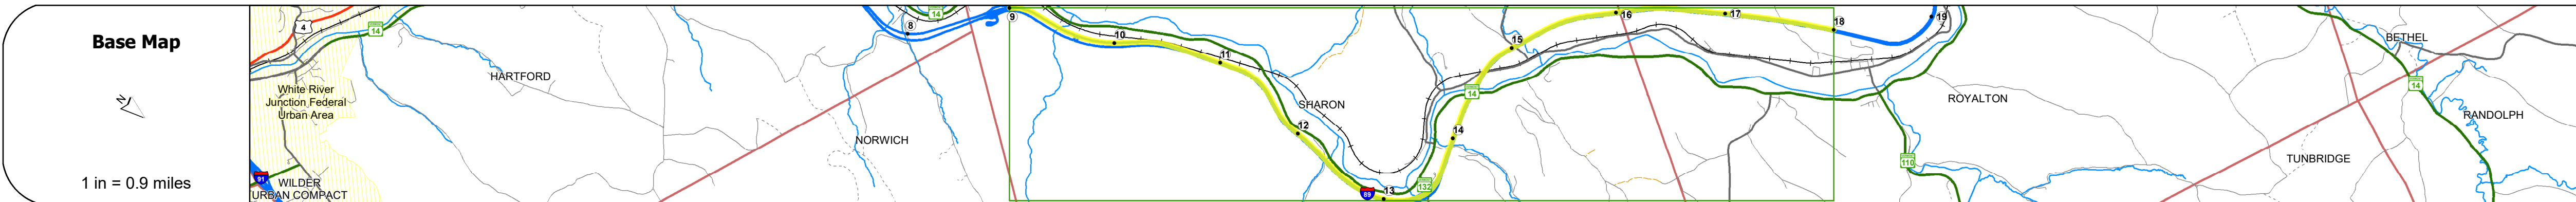 Base Map
N
1 in = 0.9 miles
4
14
HARTFORD
White River
Junction Federal
Urban Area
91
WILDER
URBAN COMPACT
8
14
9
NORWICH
10
11
SHARON
12
13
89
132
14
14
15
16
17
18
19
ROYALTON
110
BETHEL
14
RANDOLPH
TUNBRIDGE